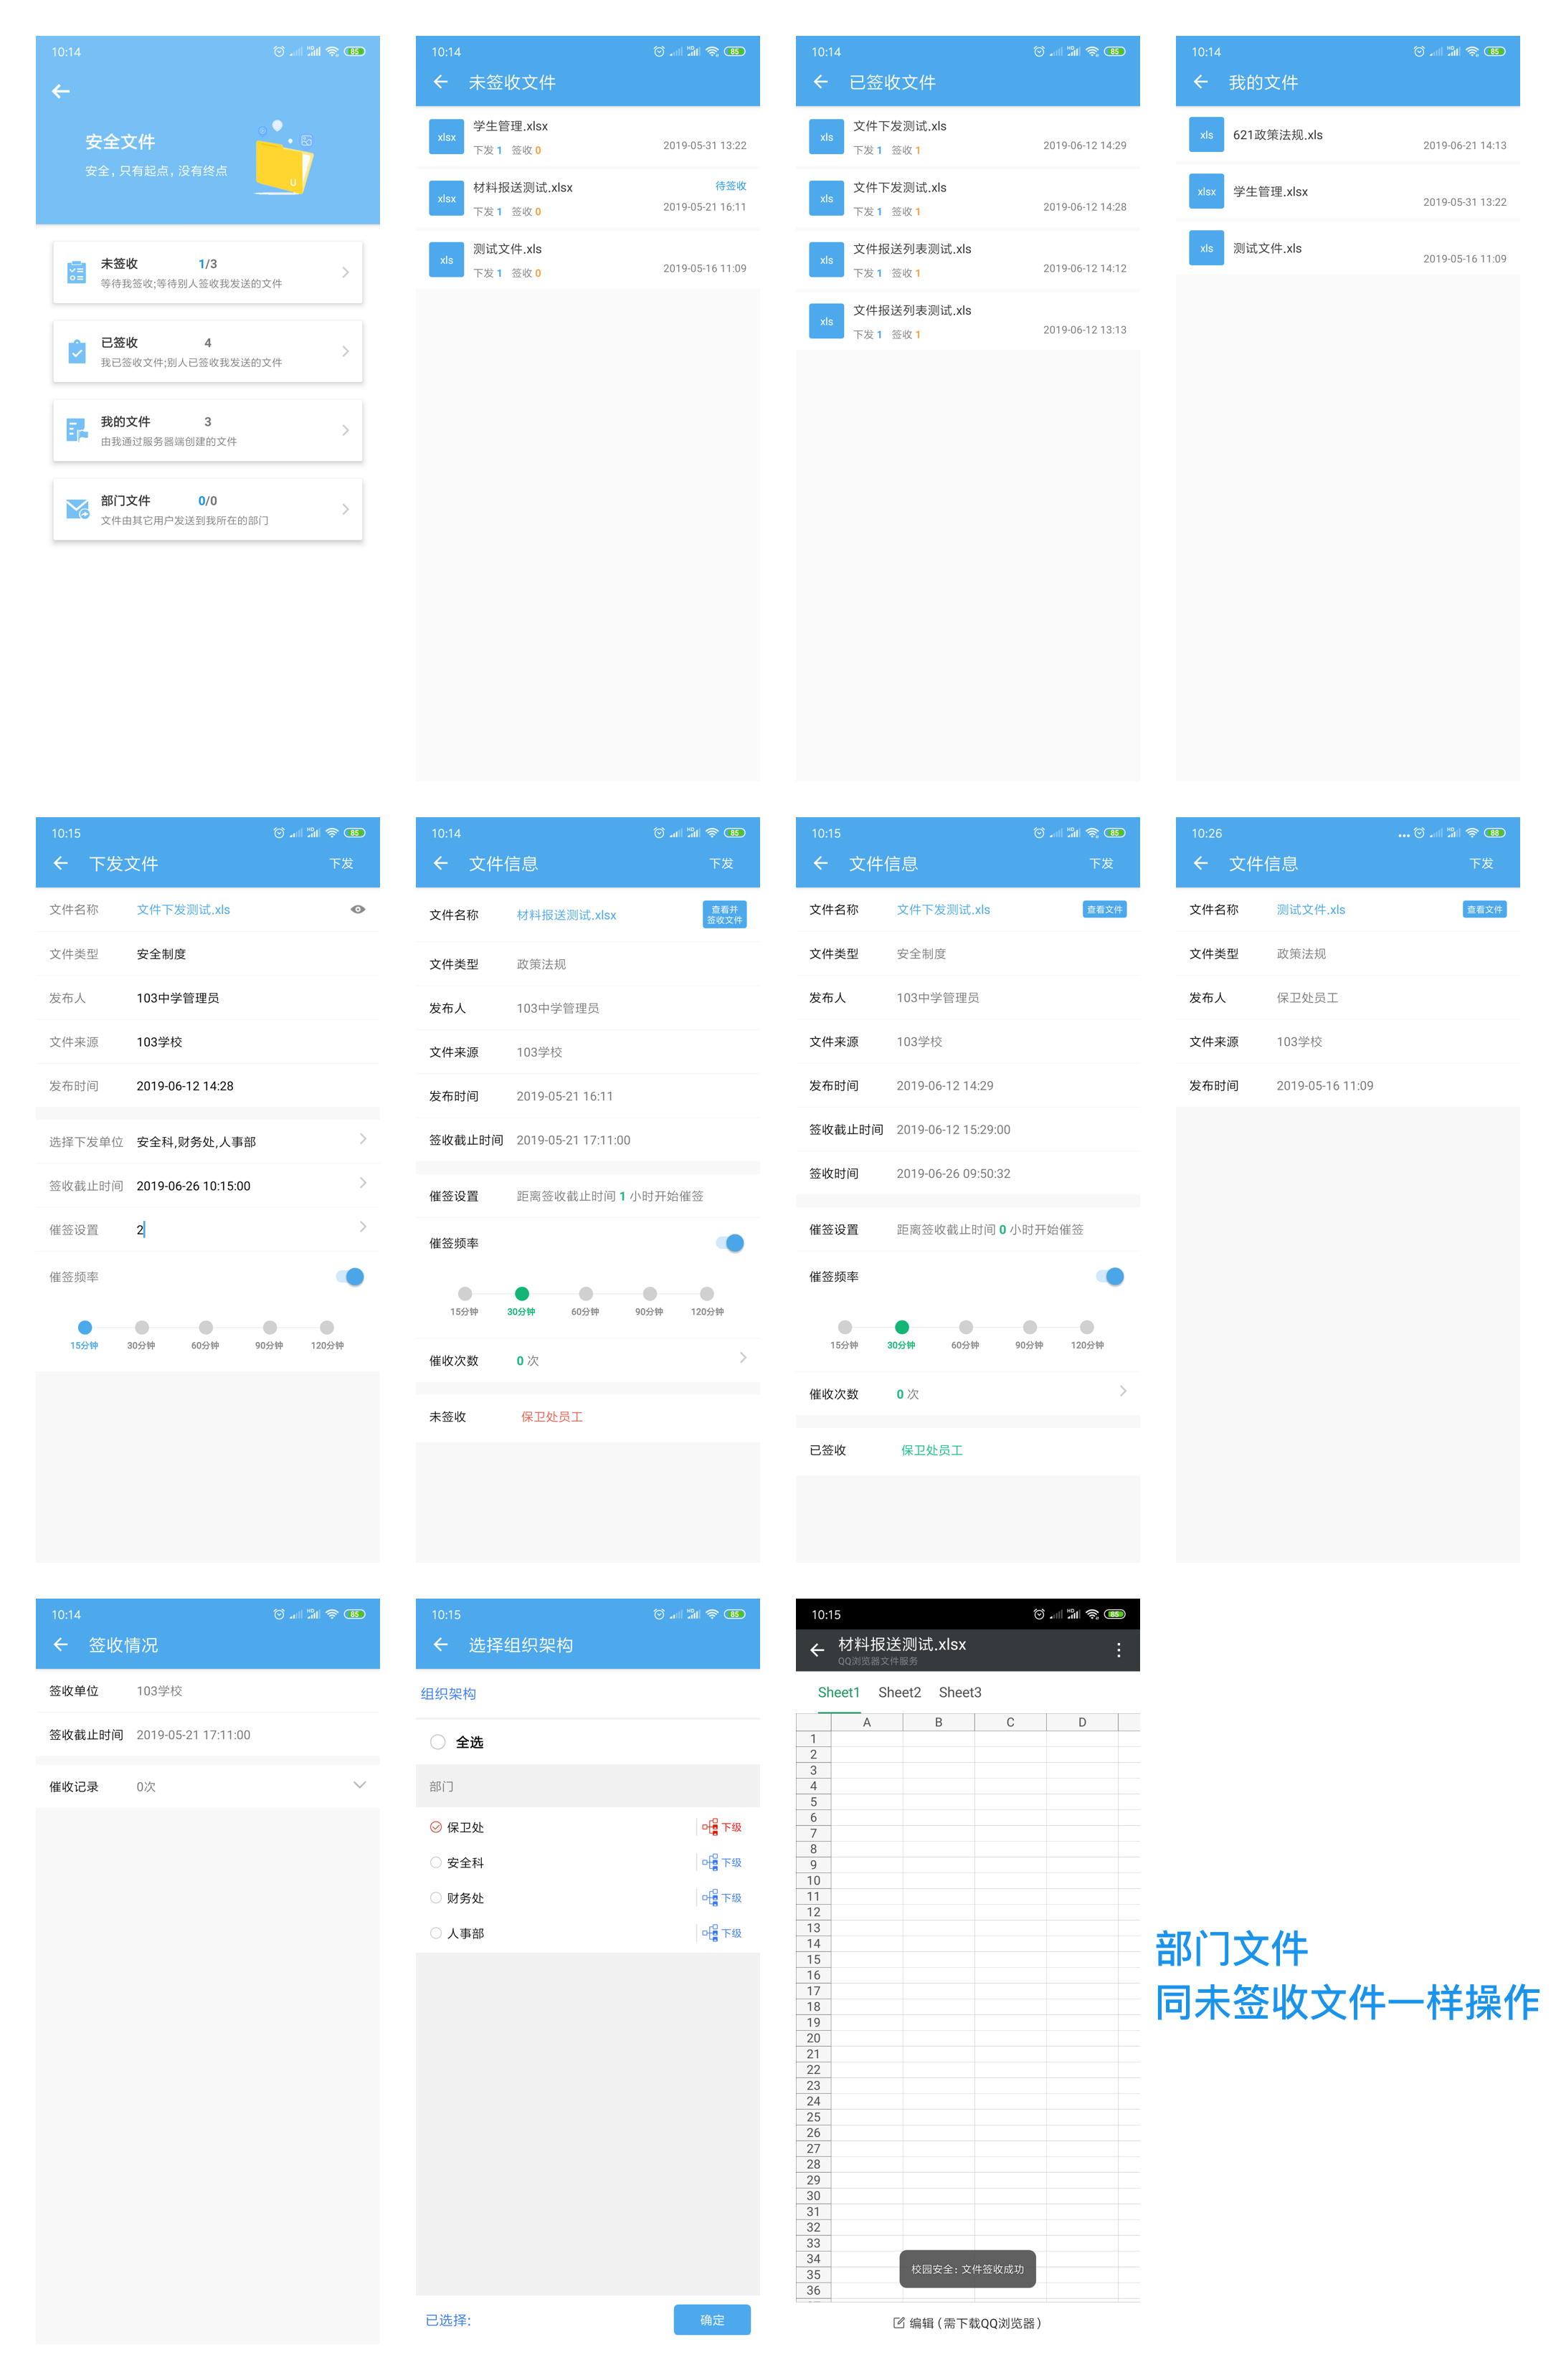 10:14
85
安全文件
安全，只有起点，没有终点
U
未签收 1/3
等待我签收;等待别人签收我发送的文件
已签收 4
我已签收文件;别人已签收我发送的文件
我的文件 3
由我通过服务器端创建的文件
部门文件 0/0
文件由其它用户发送到我所在的部门
10:14
85
未签收文件
xlsx 学生管理.xlsx
下发 1 签收 0 2019-05-31 13:22
xlsx 材料报送测试.xlsx 待签收
下发 1 签收 0 2019-05-21 16:11
xls 测试文件.xls
下发 1 签收 0 2019-05-16 11:09
10:14
85
已签收文件
xls 文件下发测试.xls
下发 1 签收 1 2019-06-12 14:29
xls 文件下发测试.xls
下发 1 签收 1 2019-06-12 14:28
xls 文件报送列表测试.xls
下发 1 签收 1 2019-06-12 14:12
xls 文件报送列表测试.xls
下发 1 签收 1 2019-06-12 13:13
10:14
85
我的文件
xls 621政策法规.xls
2019-06-21 14:13
xlsx 学生管理.xlsx
2019-05-31 13:22
xls 测试文件.xls
2019-05-16 11:09
10:15
85
下发文件 下发
文件名称 文件下发测试.xls
文件类型 安全制度
发布人 103中学管理员
文件来源 103学校
发布时间 2019-06-12 14:28
选择下发单位 安全科,财务处,人事部
签收截止时间 2019-06-26 10:15:00
催签设置 2
催签频率
15分钟 30分钟 60分钟 90分钟 120分钟
10:14
85
文件信息 下发
文件名称 材料报送测试.xlsx 查看并
签收文件
文件类型 政策法规
发布人 103中学管理员
文件来源 103学校
发布时间 2019-05-21 16:11
签收截止时间 2019-05-21 17:11:00
催签设置 距离签收截止时间 1 小时开始催签
催签频率
15分钟 30分钟 60分钟 90分钟 120分钟
催收次数 0 次
未签收 保卫处员工
10:15
85
文件信息 下发
文件名称 文件下发测试.xls 查看文件
文件类型 安全制度
发布人 103中学管理员
文件来源 103学校
发布时间 2019-06-12 14:29
签收截止时间 2019-06-12 15:29:00
签收时间 2019-06-26 09:50:32
催签设置 距离签收截止时间 0 小时开始催签
催签频率
15分钟 30分钟 60分钟 90分钟 120分钟
催收次数 0 次
已签收 保卫处员工
10:26
88
文件信息 下发
文件名称 测试文件.xls 查看文件
文件类型 政策法规
发布人 保卫处员工
文件来源 103学校
发布时间 2019-05-16 11:09
10:14
85
签收情况
签收单位 103学校
签收截止时间 2019-05-21 17:11:00
催收记录 0次
10:15
85
选择组织架构
组织架构
全选
部门
保卫处 下级
安全科 下级
财务处 下级
人事部 下级
已选择: 确定
10:15
85
材料报送测试.xlsx
QQ浏览器文件服务
Sheet1 Sheet2 Sheet3
A B C D
1
2
3
4
5
6
7
8
9
10
11
12
13
14
15
16
17
18
19
20
21
22
23
24
25
26
27
28
29
30
31
32
33
34
35
36
校园安全: 文件签收成功
编辑 ( 需下载QQ浏览器 )
部门文件
同未签收文件一样操作